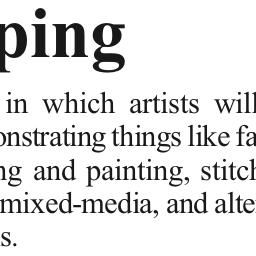 ping
in which artists will
onstrating things like fa
ng and painting, stitch
mixed-media, and alte
s.